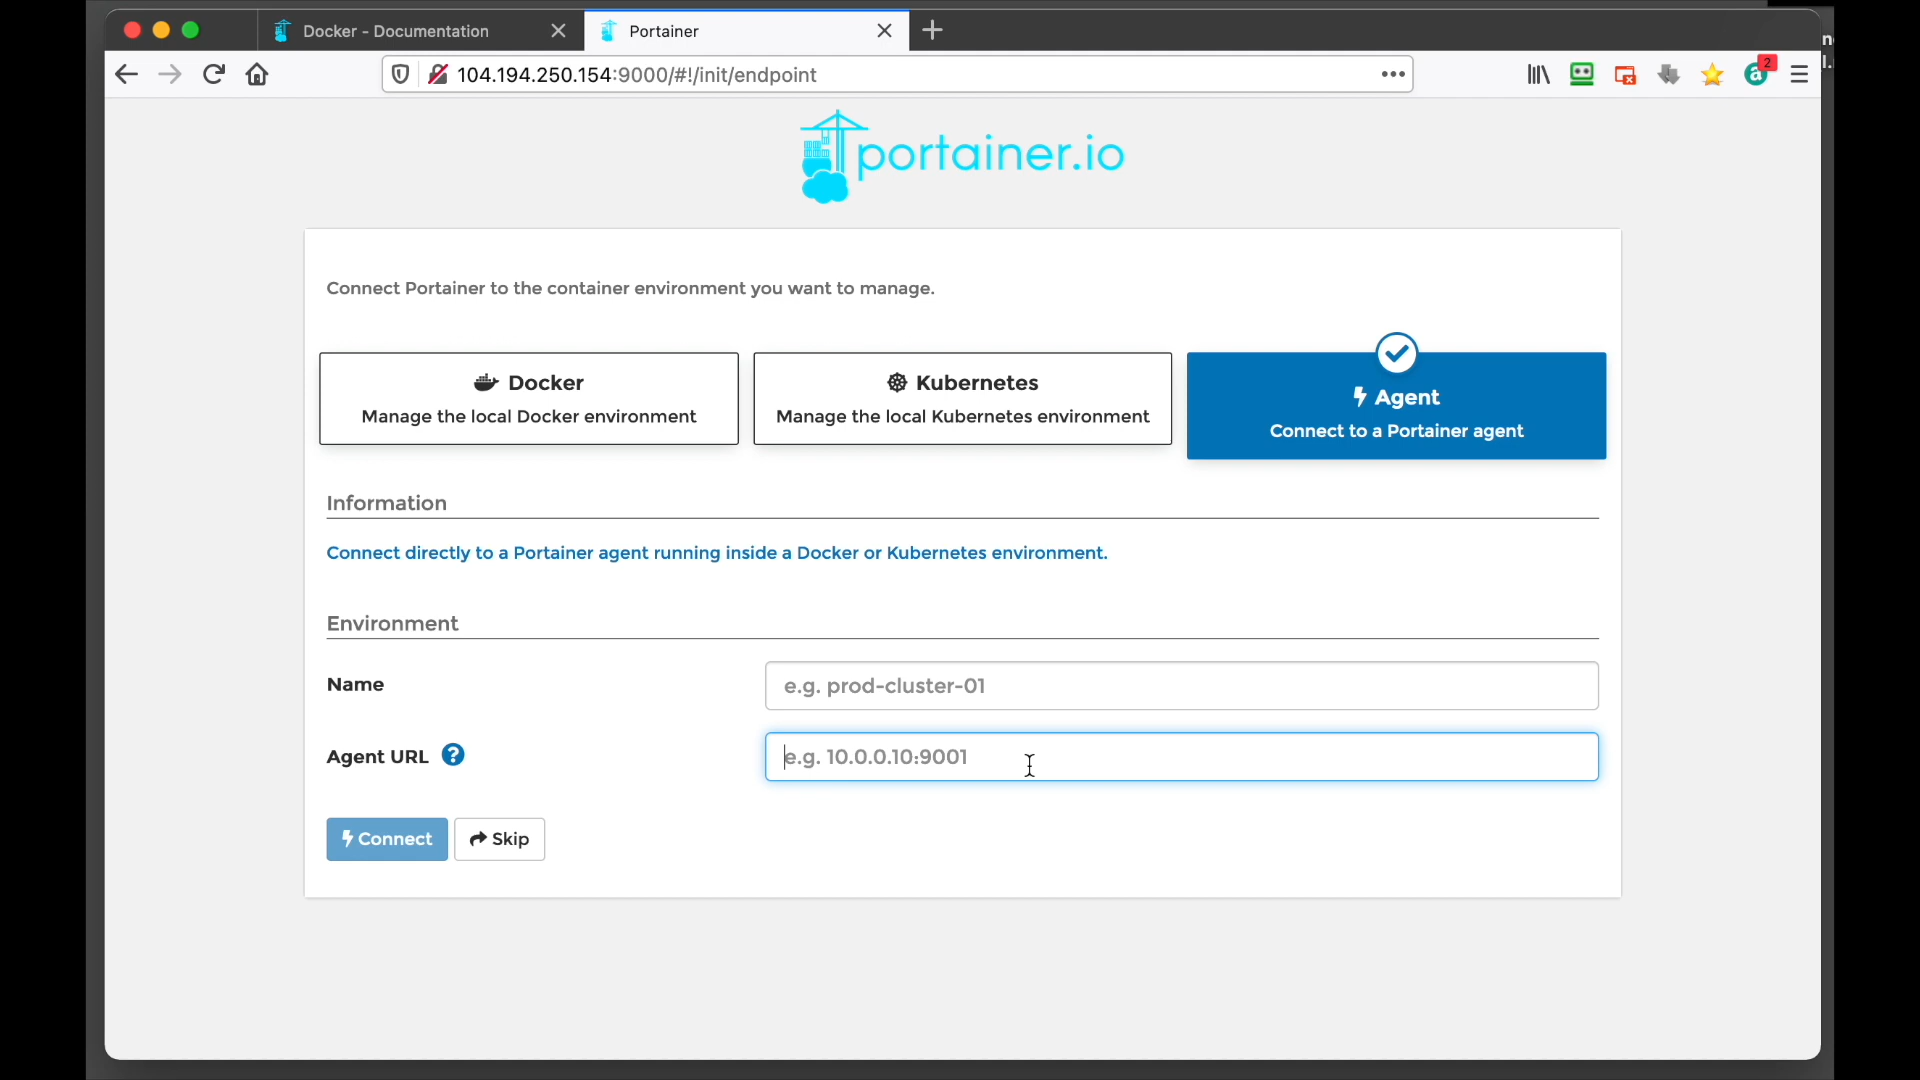 Docker - Documentation
Portainer
104.194.250.154:9000/#!/init/endpoint
2
portainer.io
Connect Portainer to the container environment you want to manage.
Docker
Manage the local Docker environment
Kubernetes
Manage the local Kubernetes environment
Agent
Connect to a Portainer agent
Information
Connect directly to a Portainer agent running inside a Docker or Kubernetes environment.
Environment
Name
e.g. prod-cluster-01
Agent URL ?
e.g. 10.0.0.10:9001
Connect
Skip